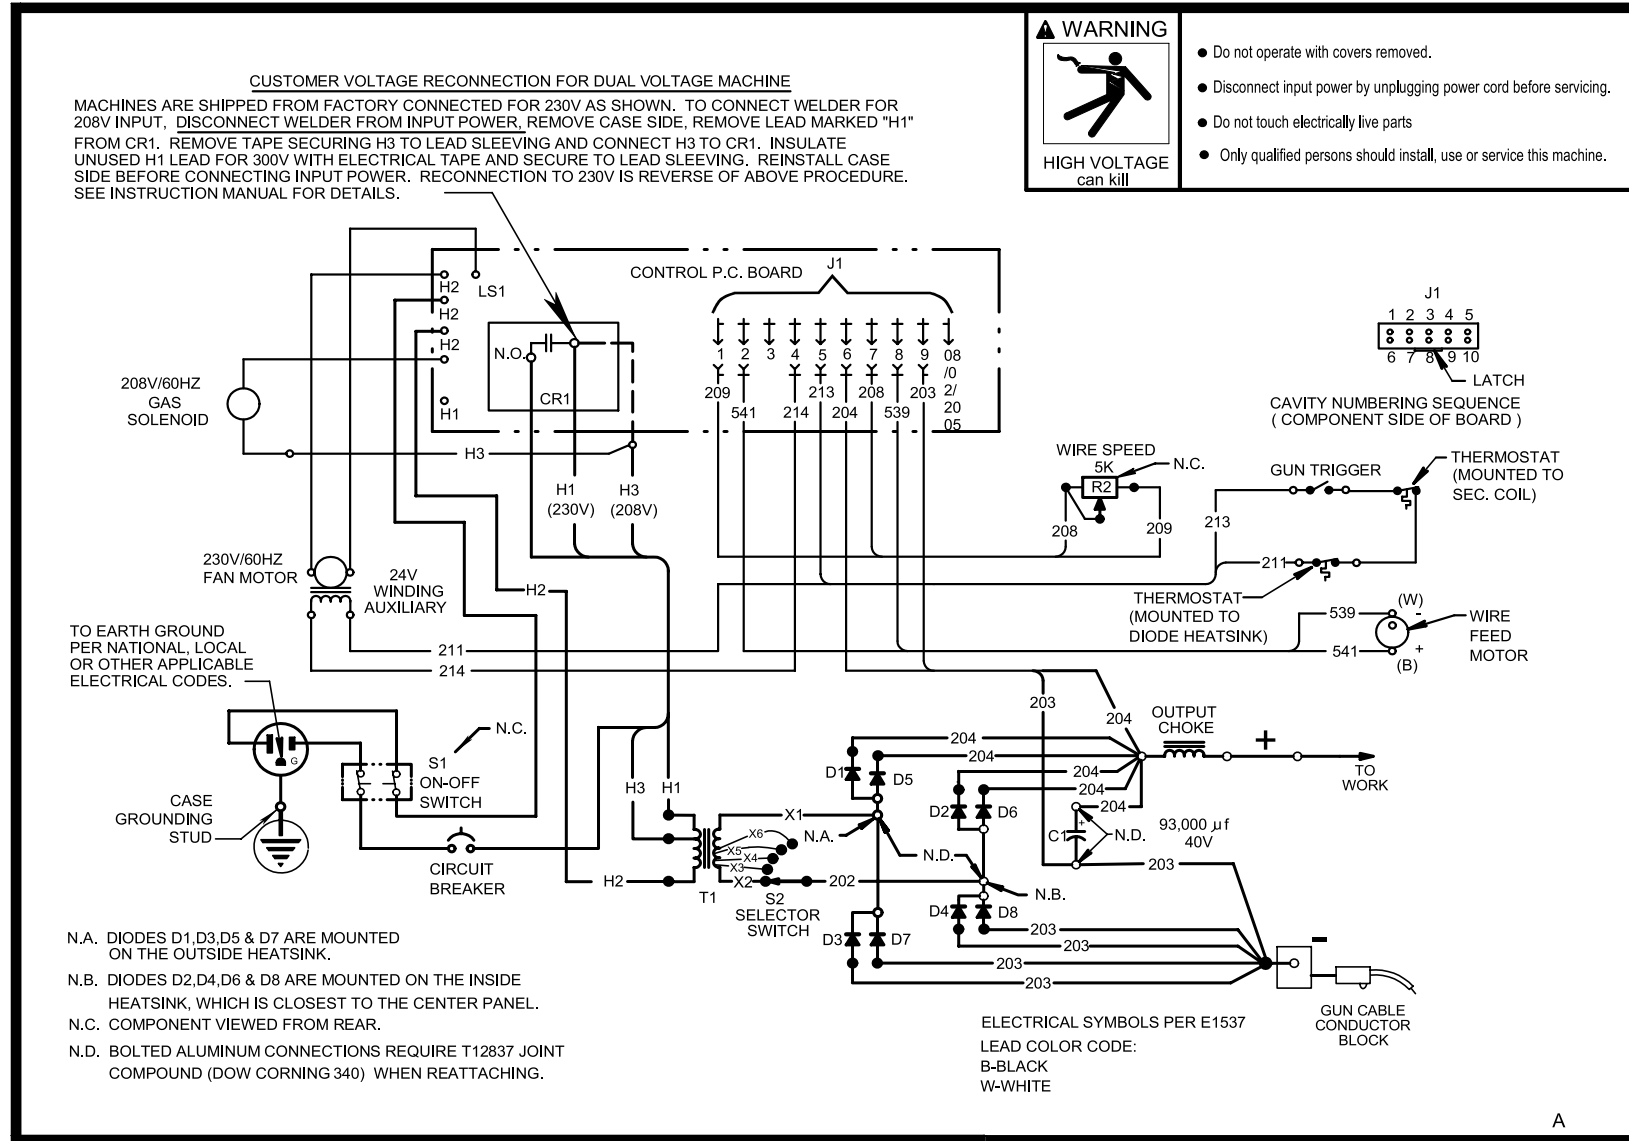 WARNING
HIGH VOLTAGE
can kill
● Do not operate with covers removed.
● Disconnect input power by unplugging power cord before servicing.
● Do not touch electrically live parts
● Only qualified persons should install, use or service this machine.
CUSTOMER VOLTAGE RECONNECTION FOR DUAL VOLTAGE MACHINE
MACHINES ARE SHIPPED FROM FACTORY CONNECTED FOR 230V AS SHOWN. TO CONNECT WELDER FOR
208V INPUT, DISCONNECT WELDER FROM INPUT POWER, REMOVE CASE SIDE, REMOVE LEAD MARKED "H1"
FROM CR1. REMOVE TAPE SECURING H3 TO LEAD SLEEVING AND CONNECT H3 TO CR1. INSULATE
UNUSED H1 LEAD FOR 300V WITH ELECTRICAL TAPE AND SECURE TO LEAD SLEEVING. REINSTALL CASE
SIDE BEFORE CONNECTING INPUT POWER. RECONNECTION TO 230V IS REVERSE OF ABOVE PROCEDURE.
SEE INSTRUCTION MANUAL FOR DETAILS.
CONTROL P.C. BOARD
J1
H2
LS1
H2
H2
H1
N.O.
CR1
1 2 3 4 5 6 7 8 9 08
/0
2/
20
05
209 213 208 203
541 214 204 539
208V/60HZ
GAS
SOLENOID
H3
H1
(230V)
H3
(208V)
J1
1 2 3 4 5
6 7 8 9 10
LATCH
CAVITY NUMBERING SEQUENCE
( COMPONENT SIDE OF BOARD )
WIRE SPEED
5K
R2
N.C.
208
209
GUN TRIGGER
THERMOSTAT
(MOUNTED TO
SEC. COIL)
213
211
THERMOSTAT
(MOUNTED TO
DIODE HEATSINK)
539
541
(W)
-
+
(B)
WIRE
FEED
MOTOR
230V/60HZ
FAN MOTOR
24V
WINDING
AUXILIARY
H2
211
214
TO EARTH GROUND
PER NATIONAL, LOCAL
OR OTHER APPLICABLE
ELECTRICAL CODES.
G
N.C.
S1
ON-OFF
SWITCH
CASE
GROUNDING
STUD
CIRCUIT
BREAKER
H3
H1
H2
T1
X1
X6
X5
X4
X3
X2
S2
SELECTOR
SWITCH
202
N.A.
N.D.
N.B.
D1
D5
D2
D6
D4
D8
D3
D7
204
204
204
204
204
204
203
C1
+
N.D.
93,000 µf
40V
203
203
203
203
203
OUTPUT
CHOKE
+
TO
WORK
-
GUN CABLE
CONDUCTOR
BLOCK
N.A. DIODES D1,D3,D5 & D7 ARE MOUNTED
ON THE OUTSIDE HEATSINK.
N.B. DIODES D2,D4,D6 & D8 ARE MOUNTED ON THE INSIDE
HEATSINK, WHICH IS CLOSEST TO THE CENTER PANEL.
N.C. COMPONENT VIEWED FROM REAR.
N.D. BOLTED ALUMINUM CONNECTIONS REQUIRE T12837 JOINT
COMPOUND (DOW CORNING 340) WHEN REATTACHING.
ELECTRICAL SYMBOLS PER E1537
LEAD COLOR CODE:
B-BLACK
W-WHITE
A